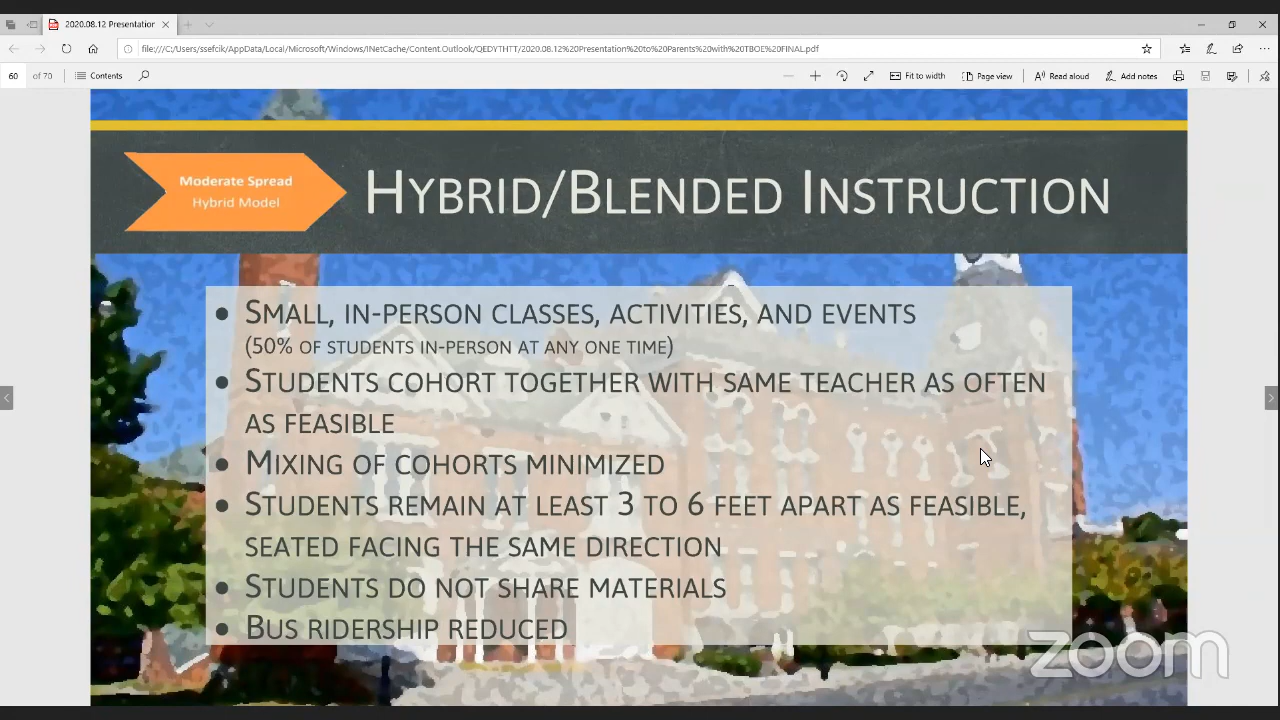 2020.08.12 Presentation
file:///C:/Users/ssefcik/AppData/Local/Microsoft/Windows/INetCache/Content.Outlook/QEDYTHTT/2020.08.12%20Presentation%20to%20Parents%20with%20TBOE%20FINAL.pdf
60 of 70 Contents Fit to width Page view Read aloud Add notes
Moderate Spread
Hybrid Model
HYBRID/BLENDED INSTRUCTION
• SMALL, IN-PERSON CLASSES, ACTIVITIES, AND EVENTS
(50% OF STUDENTS IN-PERSON AT ANY ONE TIME)
• STUDENTS COHORT TOGETHER WITH SAME TEACHER AS OFTEN
AS FEASIBLE
• MIXING OF COHORTS MINIMIZED
• STUDENTS REMAIN AT LEAST 3 TO 6 FEET APART AS FEASIBLE,
SEATED FACING THE SAME DIRECTION
• STUDENTS DO NOT SHARE MATERIALS
• BUS RIDERSHIP REDUCED
zoom